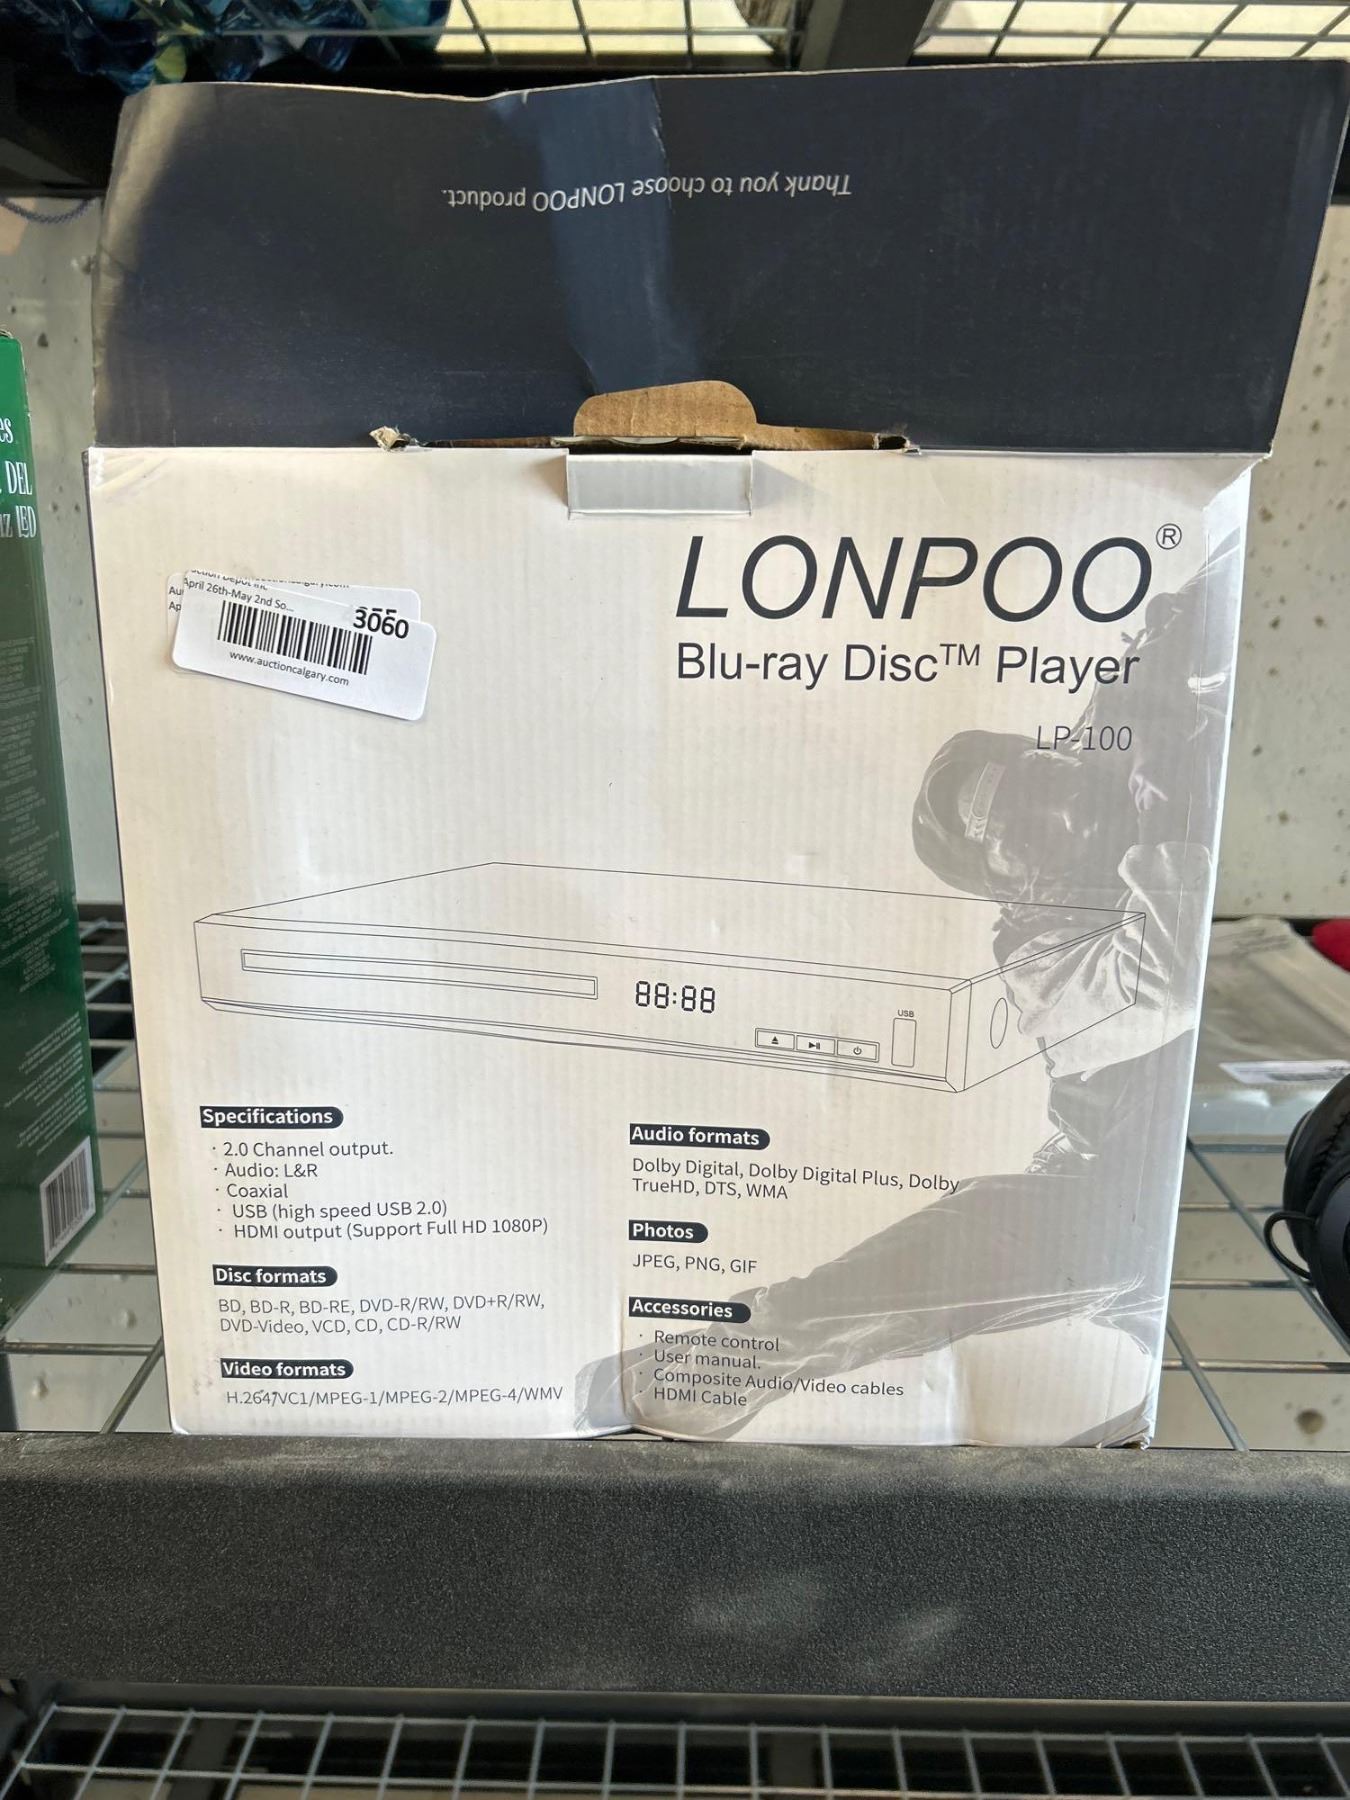 Thank you to choose LONPOO product.
DEL
LED
April 26th-May 2nd So...
3060
www.auctioncalgary.com
LONPOO®
Blu-ray Disc™ Player
LP-100
88:88
USB
Specifications
· 2.0 Channel output.
· Audio: L&R
· Coaxial
· USB (high speed USB 2.0)
· HDMI output (Support Full HD 1080P)
Disc formats
BD, BD-R, BD-RE, DVD-R/RW, DVD+R/RW,
DVD-Video, VCD, CD, CD-R/RW
Video formats
H.264/VC1/MPEG-1/MPEG-2/MPEG-4/WMV
Audio formats
Dolby Digital, Dolby Digital Plus, Dolby
TrueHD, DTS, WMA
Photos
JPEG, PNG, GIF
Accessories
· Remote control
· User manual.
· Composite Audio/Video cables
· HDMI Cable